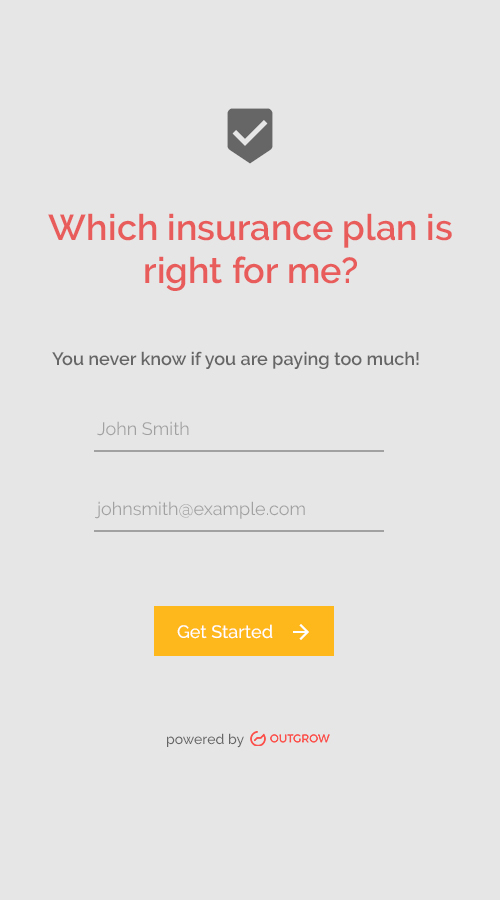 Which insurance plan is
right for me?
You never know if you are paying too much!
John Smith
johnsmith@example.com
Get Started
powered by OUTGROW